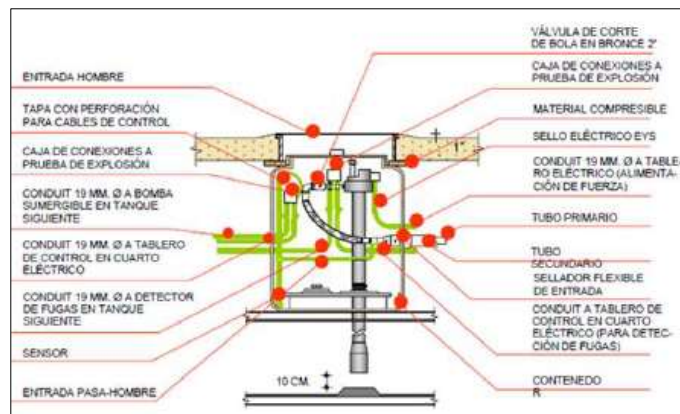 ENTRADA HOMBRE
TAPA CON PERFORACIÓN
PARA CABLES DE CONTROL
CAJA DE CONEXIONES A
PRUEBA DE EXPLOSIÓN
CONDUIT 19 MM. Ø A BOMBA
SUMERGIBLE EN TANQUE
SIGUIENTE
CONDUIT 19 MM. Ø A TABLERO
DE CONTROL EN CUARTO
ELÉCTRICO
CONDUIT 19 MM. Ø A DETECTOR
DE FUGAS EN TANQUE
SIGUIENTE
SENSOR
ENTRADA PASA-HOMBRE
10 CM.
1"
VÁLVULA DE CORTE
DE BOLA EN BRONCE 2"
CAJA DE CONEXIONES A
PRUEBA DE EXPLOSIÓN
MATERIAL COMPRESIBLE
SELLO ELÉCTRICO EYS
CONDUIT 19 MM. Ø A TABLE
RO ELÉCTRICO (ALIMENTA
CIÓN DE FUERZA)
TUBO PRIMARIO
TUBO
SECUNDARIO
SELLADOR FLEXIBLE
DE ENTRADA
CONDUIT A TABLERO DE
CONTROL EN CUARTO
ELÉCTRICO (PARA DETEC
CIÓN DE FUGAS)
CONTENEDO
R